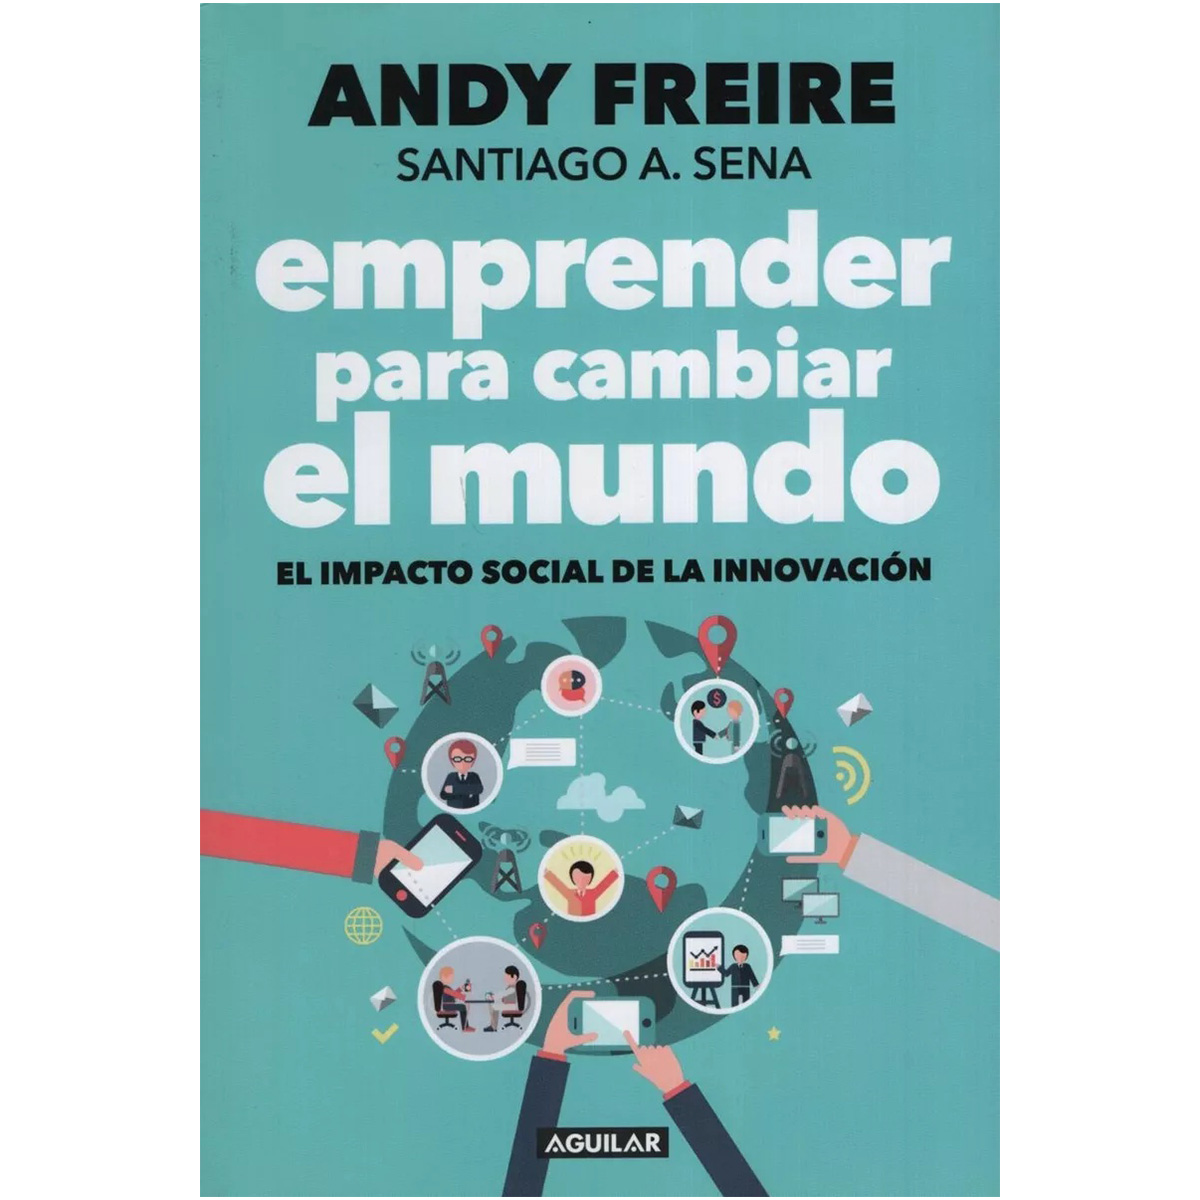 ANDY FREIRE
SANTIAGO A. SENA
emprender
para cambiar
el mundo
EL IMPACTO SOCIAL DE LA INNOVACIÓN
$
AGUILAR